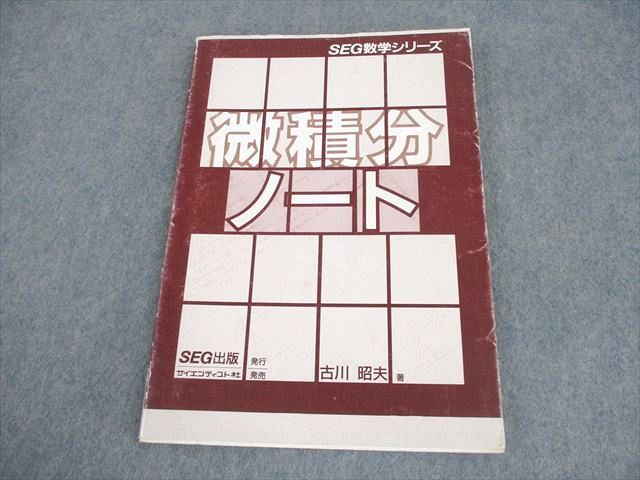 SEG数学シリーズ
微積分
ノート
SEG出版 発行
サイエンティスト社 発売
古川 昭夫 著